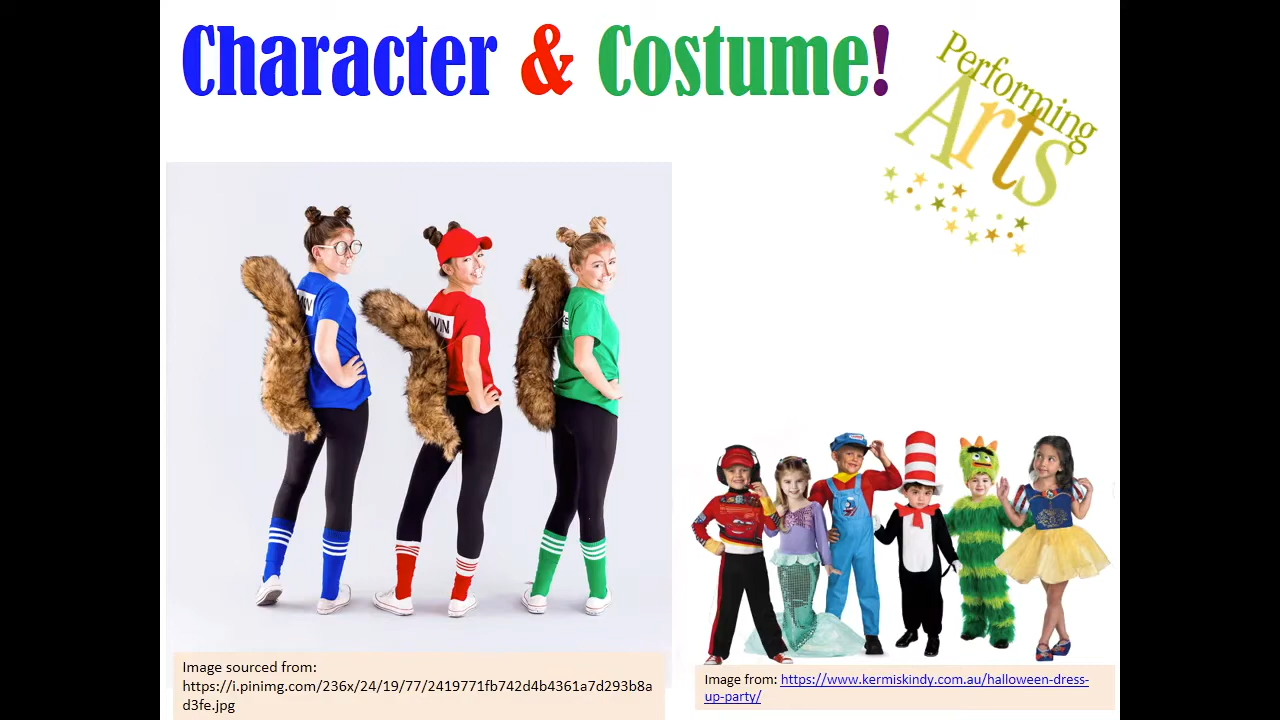 Character & Costume!
Performing
Arts
VIN
Image sourced from:
https://i.pinimg.com/236x/24/19/77/2419771fb742d4b4361a7d293b8a
d3fe.jpg
Image from: https://www.kermiskindy.com.au/halloween-dress-
up-party/